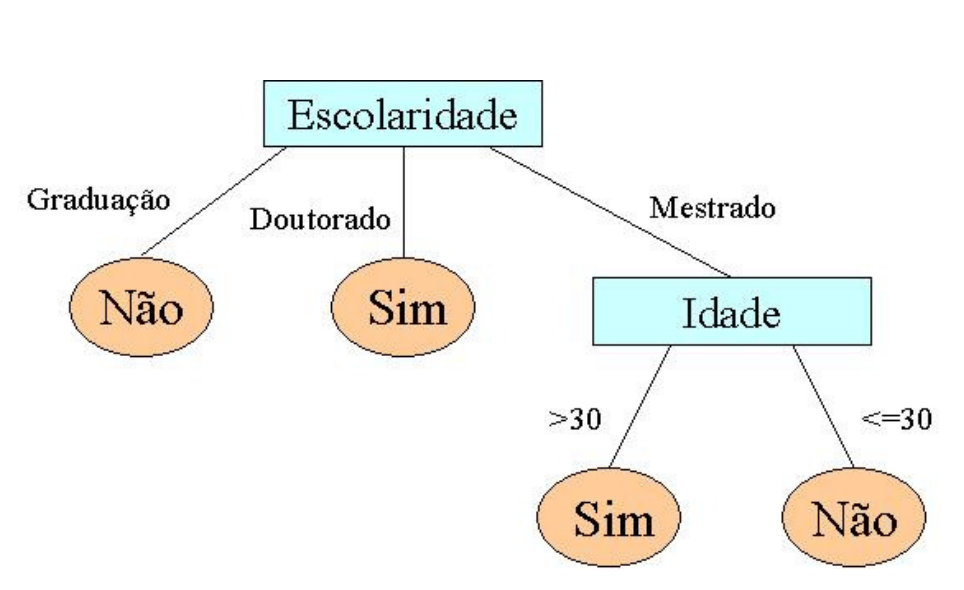 Escolaridade
Graduação
Doutorado
Mestrado
Não
Sim
Idade
>30
<=30
Sim
Não